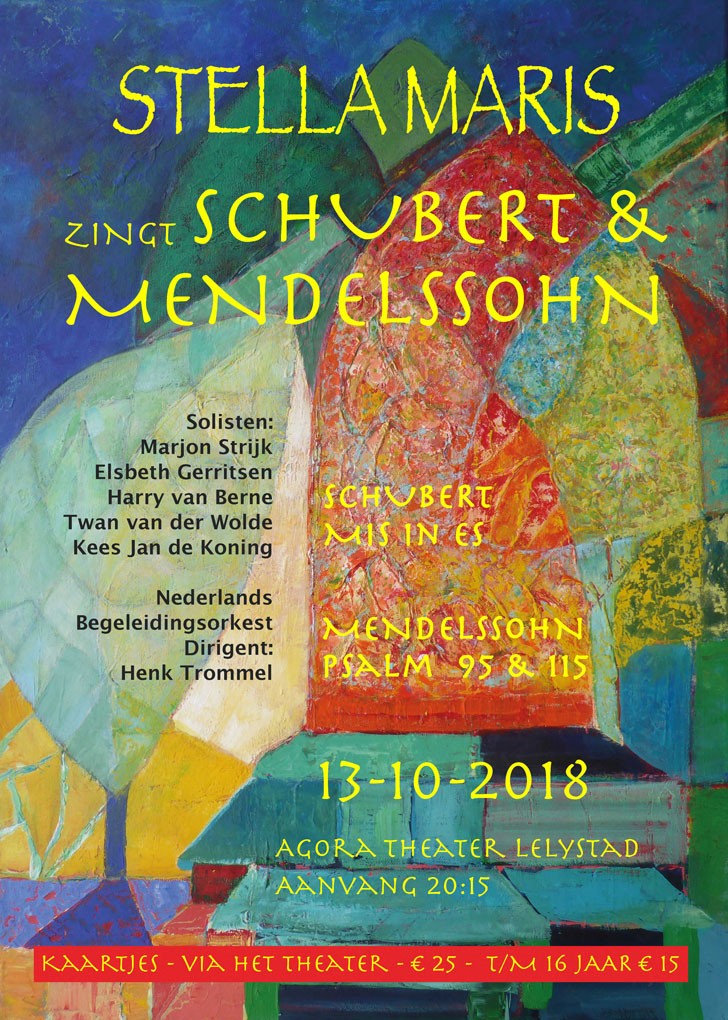 STELLA MARIS
ZINGT SCHUBERT &
MENDELSSOHN
Solisten:
Marjon Strijk
Elsbeth Gerritsen
Harry van Berne
Twan van der Wolde
Kees Jan de Koning
Nederlands
Begeleidingsorkest
Dirigent:
Henk Trommel
SCHUBERT
MIS IN ES
MENDELSSOHN
PSALM 95 & 115
13-10-2018
AGORA THEATER LELYSTAD
AANVANG 20:15
KAARTJES - VIA HET THEATER - € 25 - T/M 16 JAAR € 15